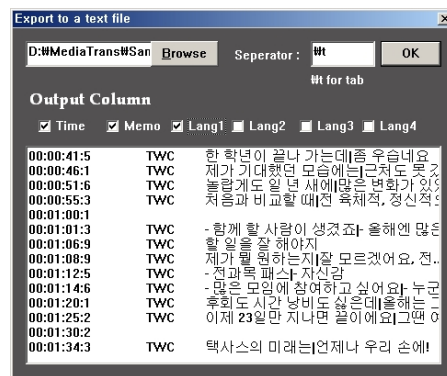 Export to a text file
D:₩MediaTrans₩San Browse Seperator : ₩t OK
₩t for tab
Output Column
Time Memo Lang1 Lang2 Lang3 Lang4
00:00:41:5 TWC 한 학년이 끝나 가는데|좀 우습네요
00:00:46:1 TWC 제가 기대했던 모습에는|근처도 못
00:00:51:6 TWC 놀랍게도 일 년 새에|많은 변화가
00:00:55:3 TWC 처음과 비교할 때|전 육체적, 정신적
00:01:00:1
00:01:01:3 TWC - 함께 할 사람이 생겼죠|- 올해엔 많은
00:01:06:9 TWC 할 일을 잘 해야지
00:01:08:9 TWC 제가 뭘 원하는지|잘 모르겠어요, 전..
00:01:12:5 TWC - 전과목 패스|- 자신감
00:01:14:6 TWC - 많은 모임에 참여하고 싶어요|- 누군
00:01:20:1 TWC 후회도 시간 낭비도 싫은데|올해는
00:01:25:2 TWC 이제 23일만 지나면 끝이에요|그땐
00:01:30:2
00:01:34:3 TWC 택사스의 미래는|언제나 우리 손에!